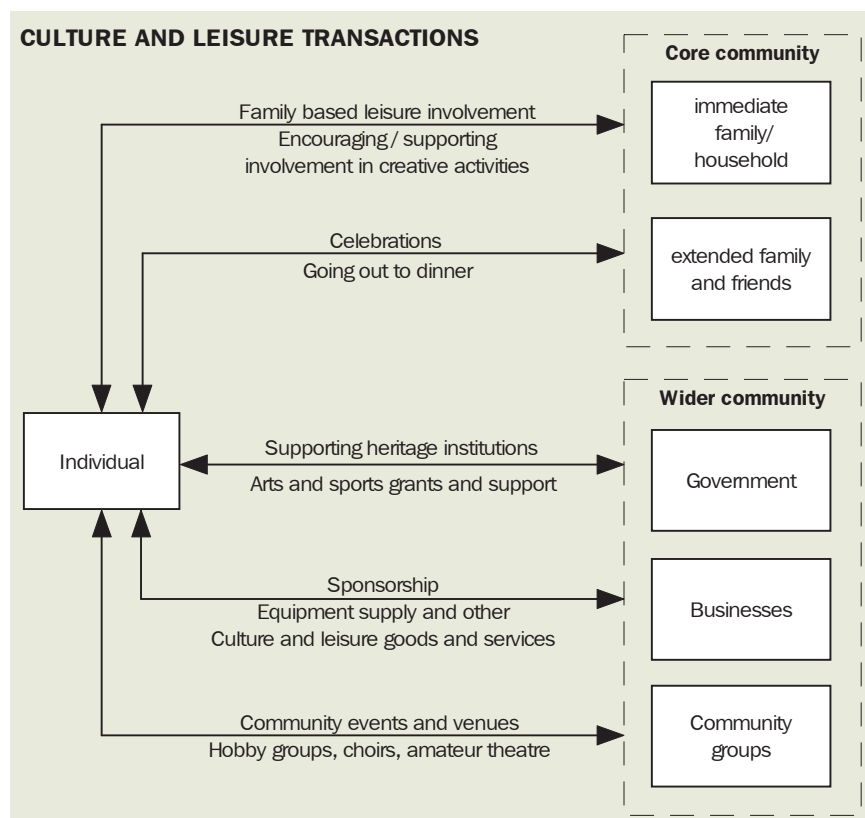 CULTURE AND LEISURE TRANSACTIONS
Core community
Family based leisure involvement
Encouraging / supporting
involvement in creative activities
immediate
family/
household
Celebrations
Going out to dinner
extended family
and friends
Wider community
Individual
Supporting heritage institutions
Arts and sports grants and support
Government
Sponsorship
Equipment supply and other
Culture and leisure goods and services
Businesses
Community events and venues
Hobby groups, choirs, amateur theatre
Community
groups